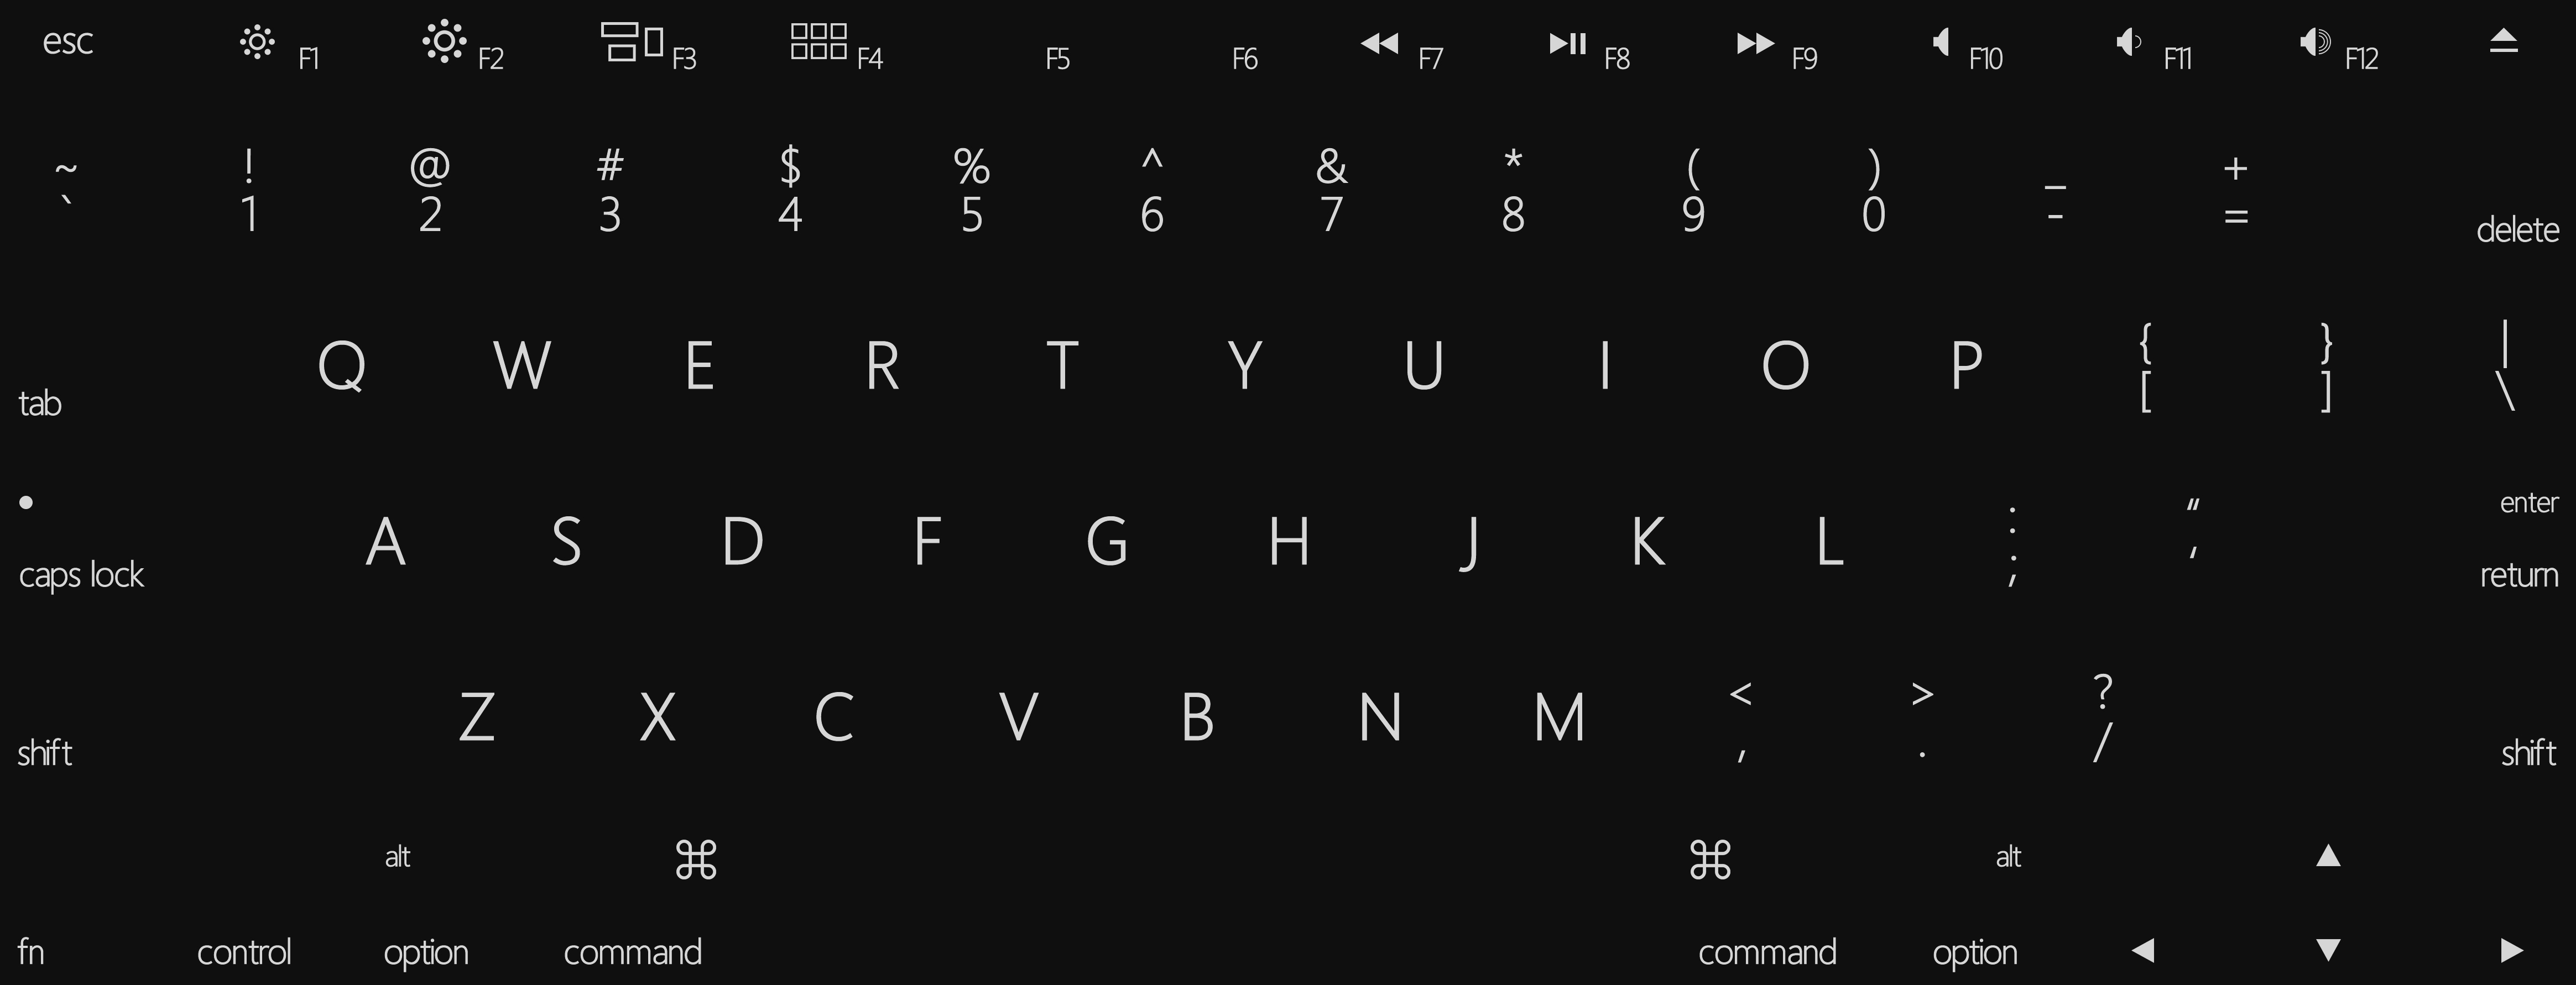 esc F1 F2 F3 F4 F5 F6 F7 F8 F9 F10 F11 F12
~ ! @ # $ % ^ & * ( ) _ +
` 1 2 3 4 5 6 7 8 9 0 - = delete
{ } |
Q W E R T Y U I O P
tab [ ] \
: “ enter
A S D F G H J K L
caps lock ; ‘ return
< > ?
Z X C V B N M
shift , . / shift
alt ⌘ ⌘ alt ▲
fn control option command command option ◀ ▼ ▶